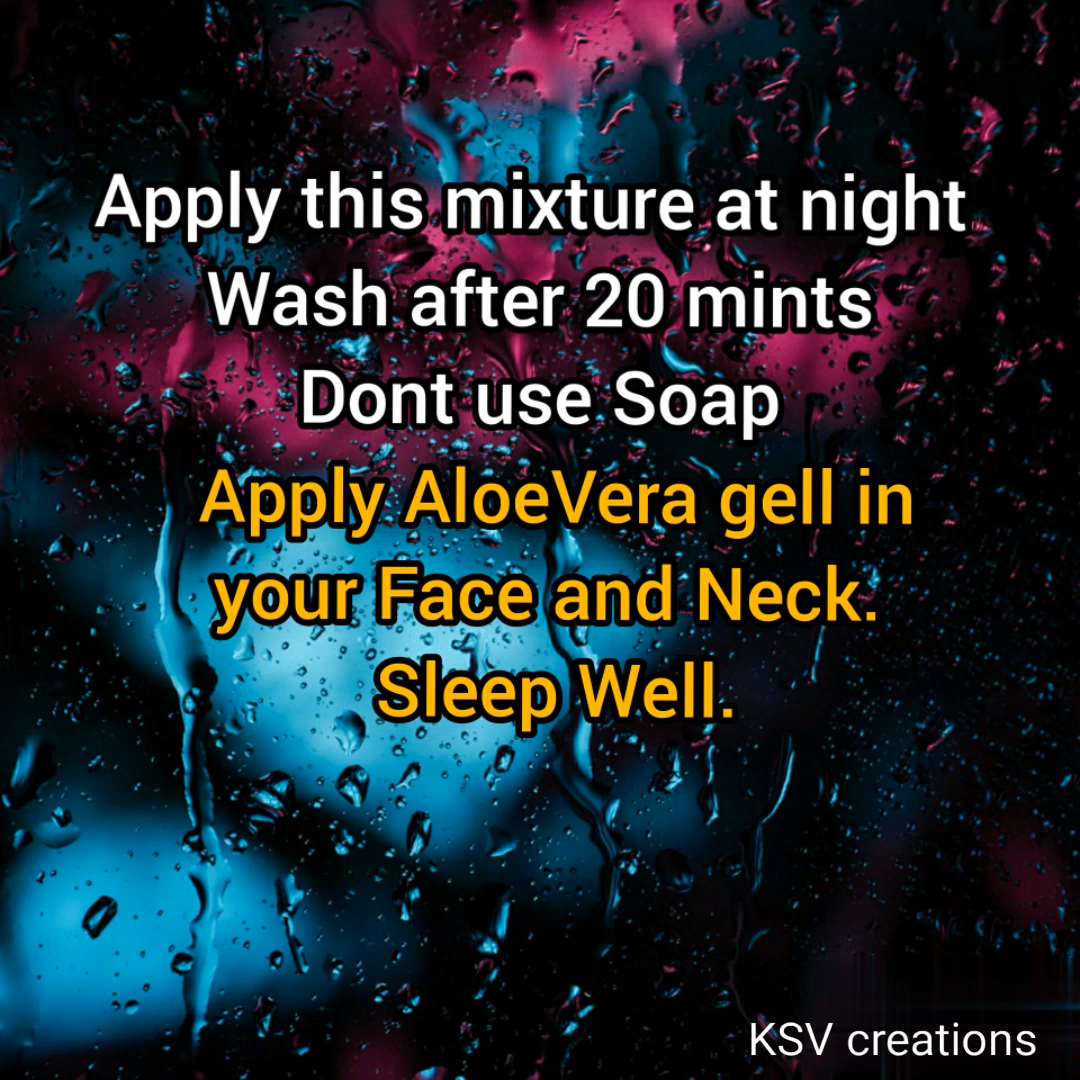 Apply this mixture at night
Wash after 20 mints
Dont use Soap
Apply AloeVera gell in
your Face and Neck.
Sleep Well.
KSV creations